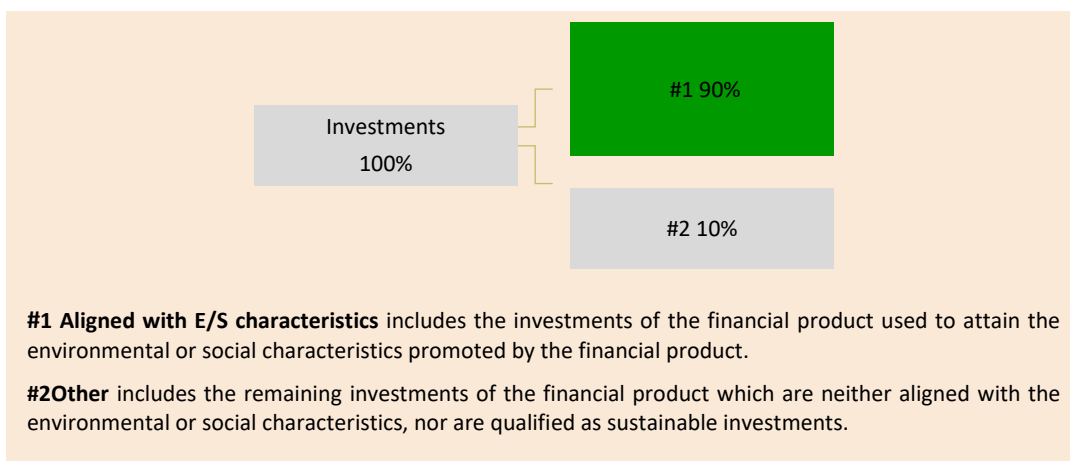 #1 90%
Investments
100%
#2 10%
#1 Aligned with E/S characteristics includes the investments of the financial product used to attain the
environmental or social characteristics promoted by the financial product.
#2Other includes the remaining investments of the financial product which are neither aligned with the
environmental or social characteristics, nor are qualified as sustainable investments.